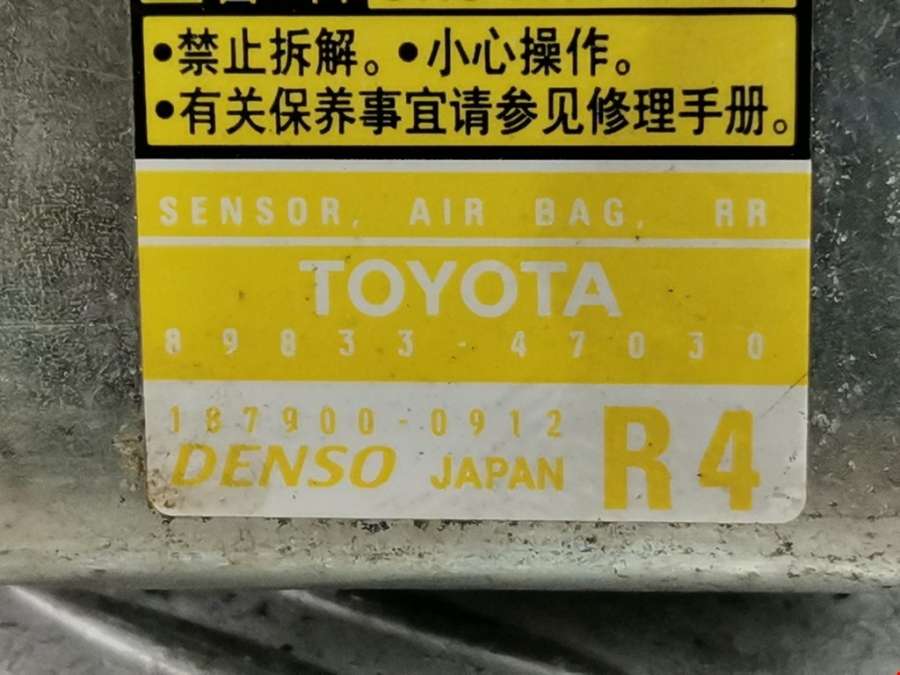 •禁止拆解。•小心操作。
•有关保养事宜请参见修理手册。
SENSOR, AIR BAG, RR
TOYOTA
89833-47030
187900-0912
DENSO JAPAN R4